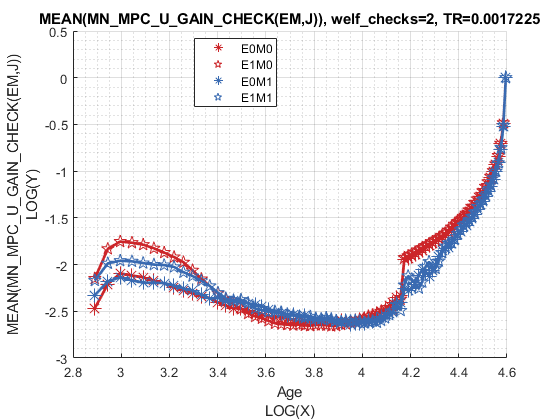 MEAN(MN_MPC_U_GAIN_CHECK(EM,J)), welf_checks=2, TR=0.0017225
0.5
0
-0.5
-1
-1.5
-2
-2.5
-3
MEAN(MN_MPC_U_GAIN_CHECK(EM,J))
LOG(Y)
E0M0
E1M0
E0M1
E1M1
2.8 3 3.2 3.4 3.6 3.8 4 4.2 4.4 4.6
Age
LOG(X)